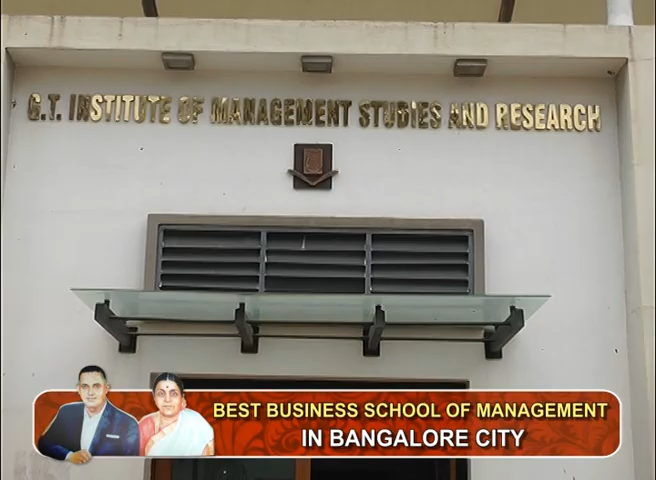 G.T. INSTITUTE OF MANAGEMENT STUDIES AND RESEARCH
BEST BUSINESS SCHOOL OF MANAGEMENT
IN BANGALORE CITY